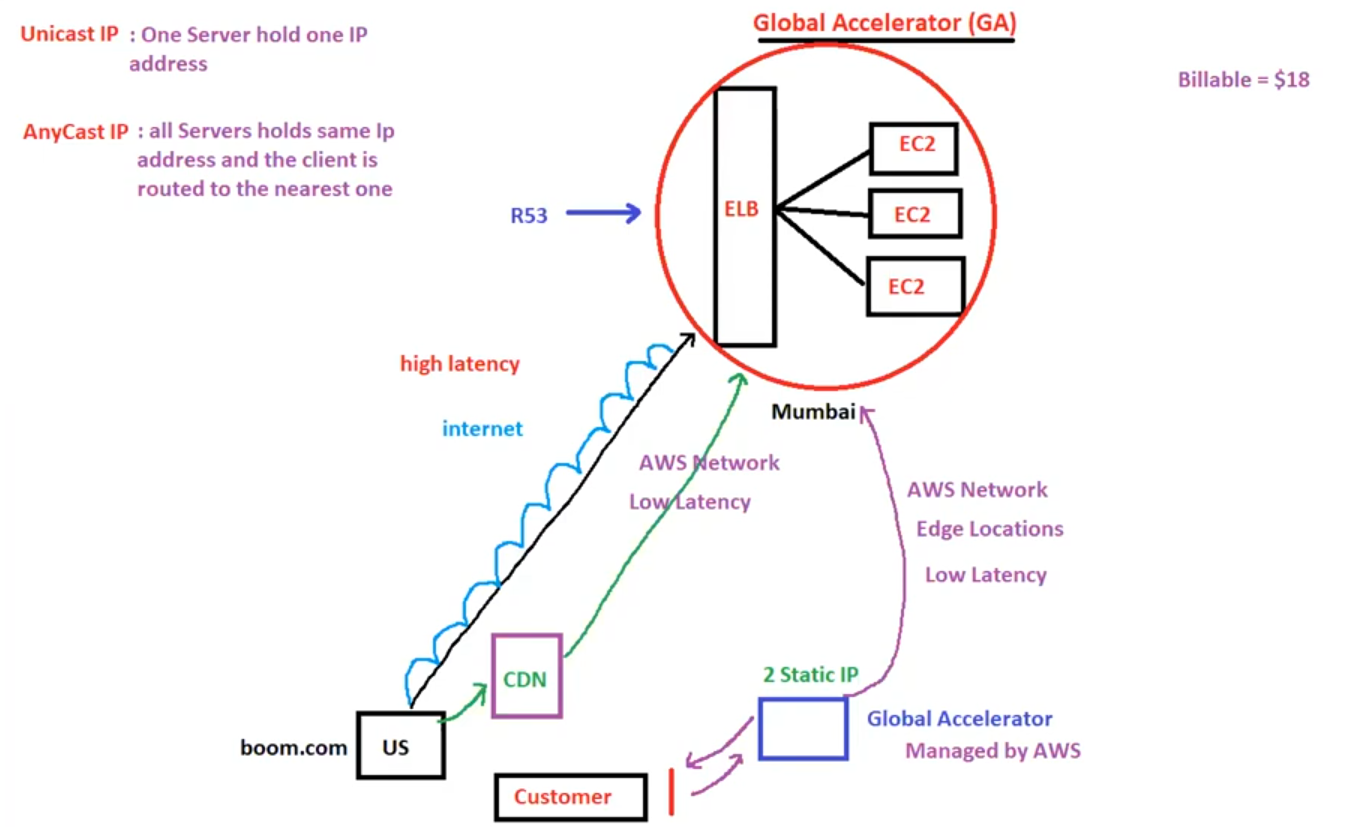 Global Accelerator (GA)
Unicast IP : One Server hold one IP
address
Billable = $18
AnyCast IP : all Servers holds same Ip
address and the client is
routed to the nearest one
R53
ELB
EC2
EC2
EC2
high latency
internet
Mumbai
AWS Network
Low Latency
AWS Network
Edge Locations
Low Latency
CDN
2 Static IP
boom.com
US
Global Accelerator
Managed by AWS
Customer